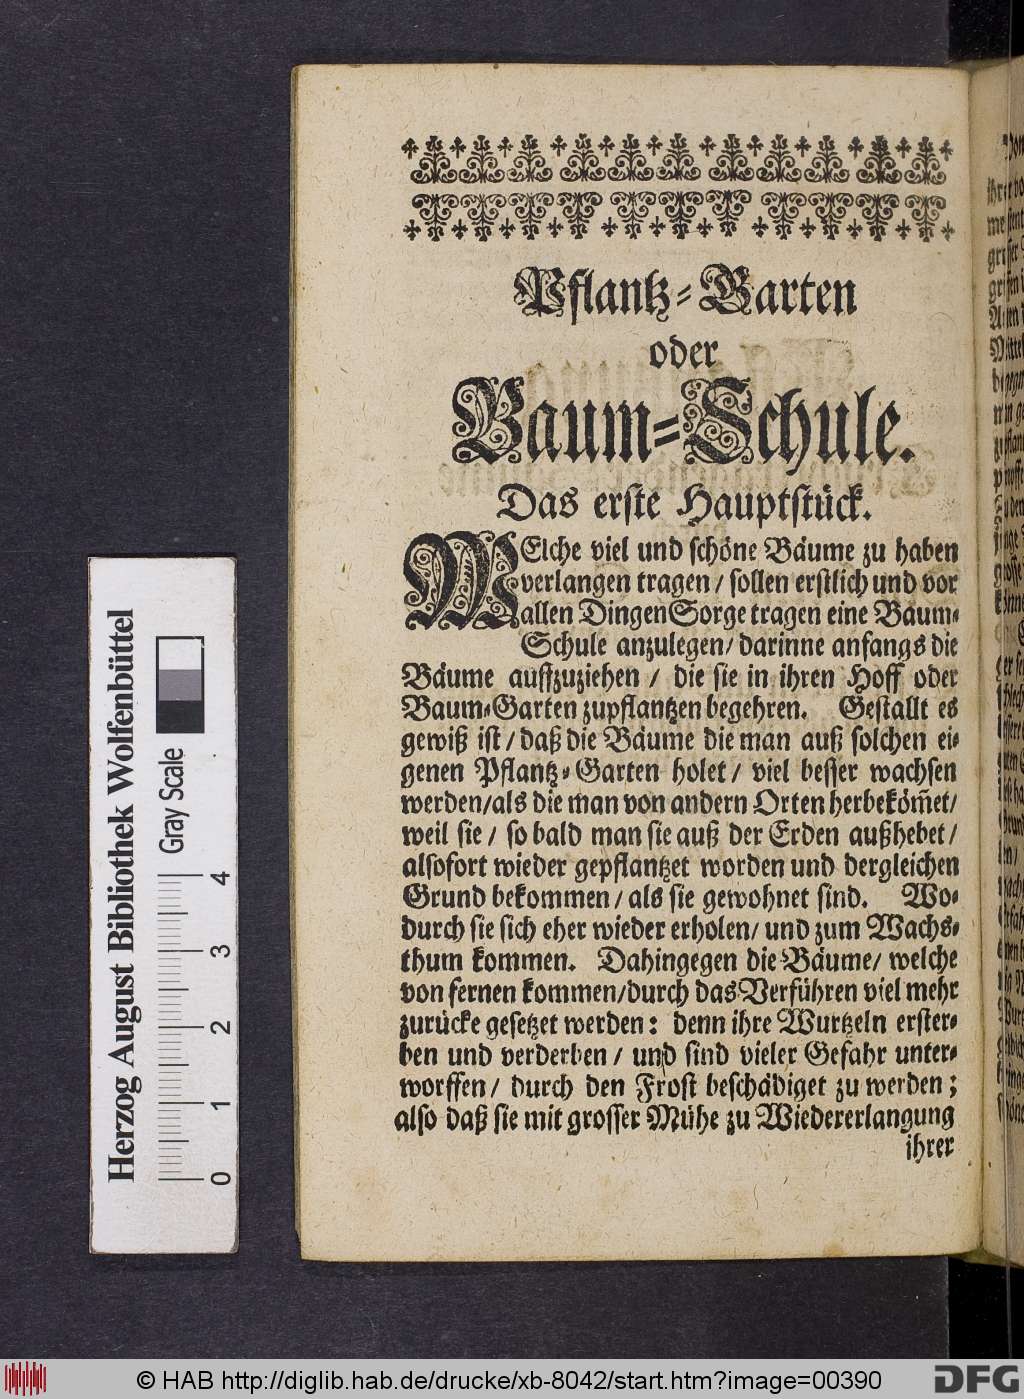 Pflantz-Garten
oder
Baum-Schule.
Das erste Hauptstück.
WElche viel und schöne Bäume zu haben
verlangen tragen / sollen erstlich und vor
allen Dingen Sorge tragen eine Baum-
Schule anzulegen / darinne anfangs die
Bäume auffzuziehen / die sie in ihren Hoff oder
Baum-Garten zupflantzen begehren. Gestallt es
gewiß ist / daß die Bäume die man auß solchen ei-
genen Pflantz-Garten holet / viel besser wachsen
werden / als die man von andern Orten herbeköm̃et /
weil sie / so bald man sie auß der Erden außhebet /
alsofort wieder gepflantzet worden und dergleichen
Grund bekommen / als sie gewohnet sind. Wo-
durch sie sich eher wieder erholen / und zum Wachs-
thum kommen. Dahingegen die Bäume / welche
von fernen kommen / durch das Verführen viel mehr
zurücke gesetzet werden: denn ihre Wurtzeln erster-
ben und verderben / und sind vieler Gefahr unter-
worffen / durch den Frost beschädiget zu werden;
also daß sie mit grosser Mühe zu Wiedererlangung
ihrer
Herzog August Bibliothek Wolfenbüttel
Gray Scale
0 1 2 3 4
© HAB http://diglib.hab.de/drucke/xb-8042/start.htm?image=00390
DFG